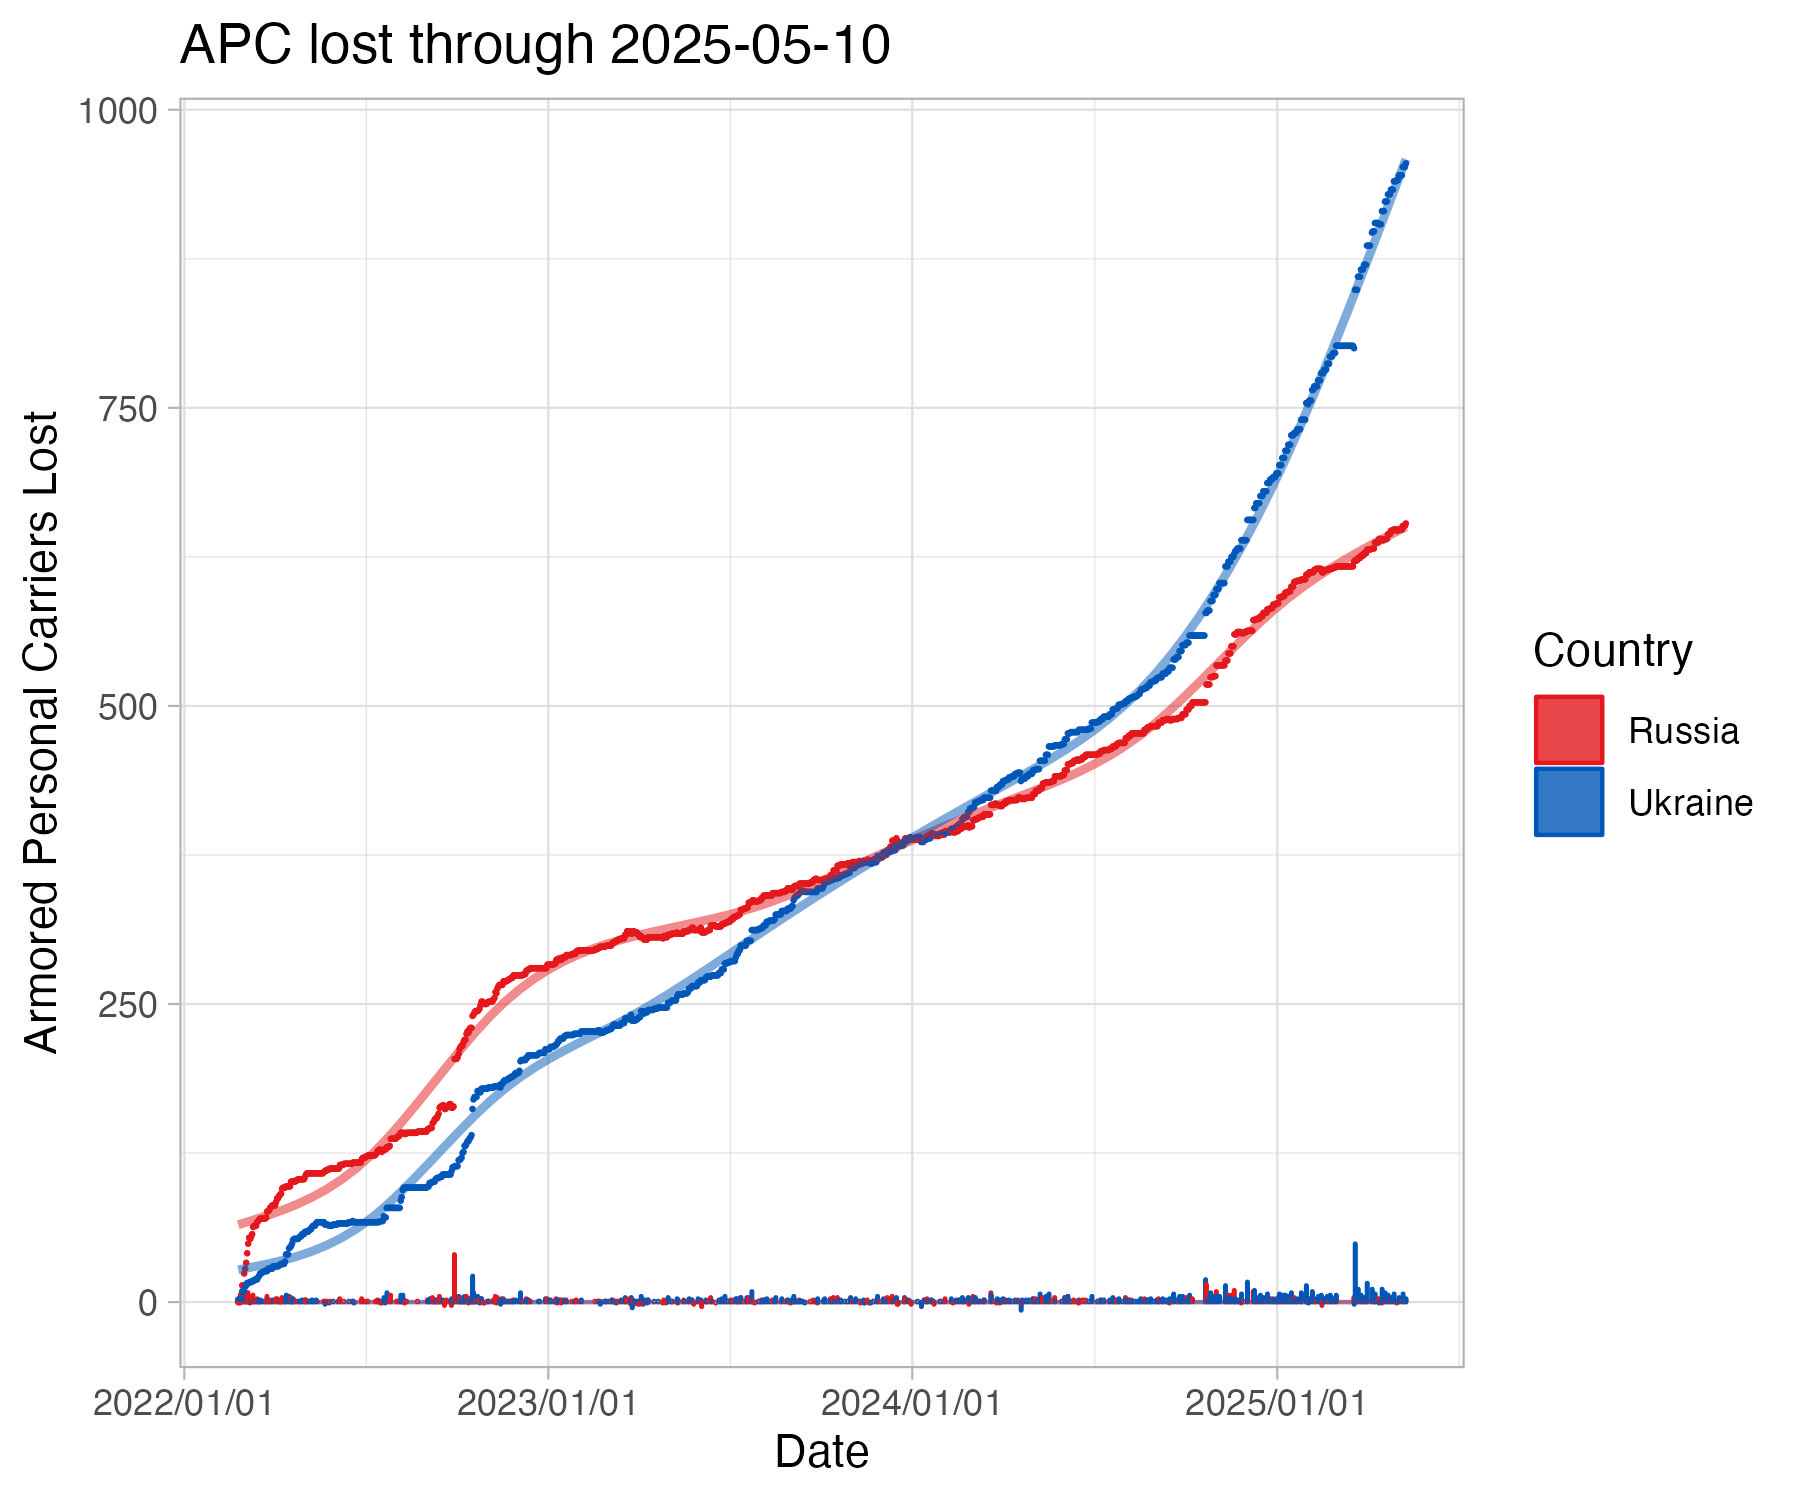 APC lost through 2025-05-10
Armored Personal Carriers Lost
1000
750
500
250
0
2022/01/01
2023/01/01
2024/01/01
2025/01/01
Date
Country
Russia
Ukraine